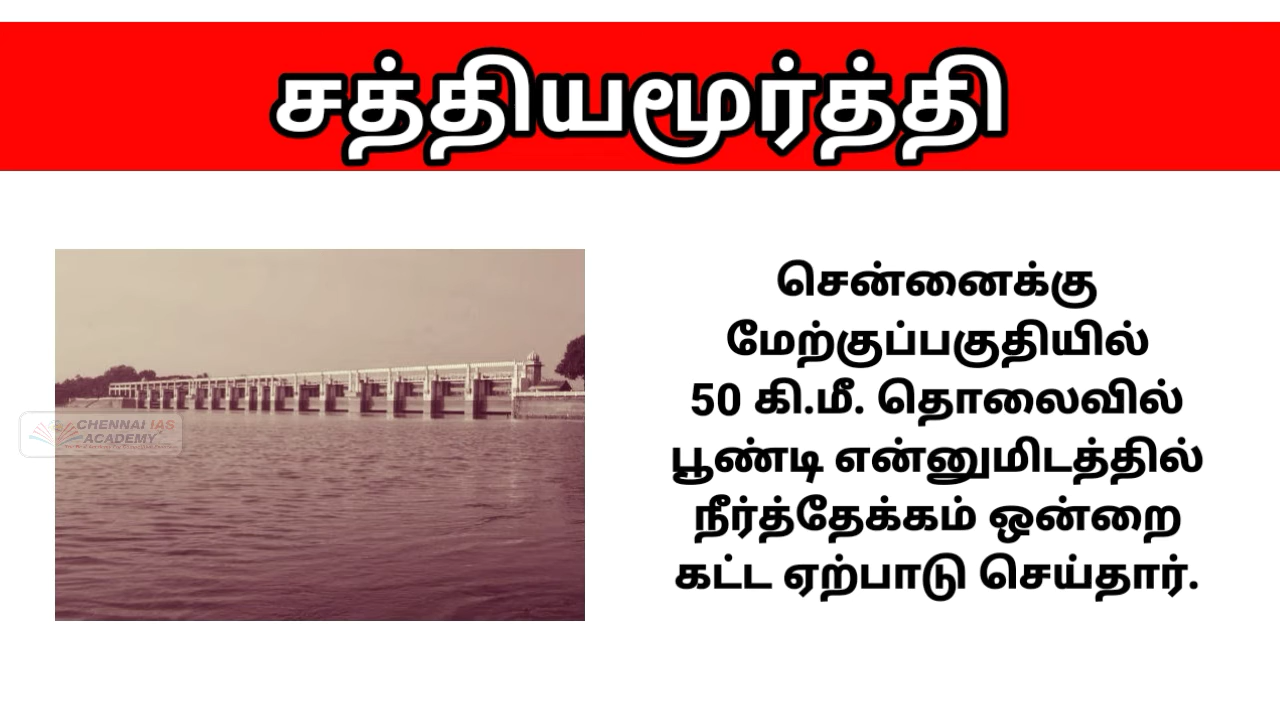 சத்தியமூர்த்தி
CHENNAI IAS
ACADEMY
சென்னைக்கு
மேற்குப்பகுதியில்
50 கி.மீ. தொலைவில்
பூண்டி என்னுமிடத்தில்
நீர்த்தேக்கம் ஒன்றை
கட்ட ஏற்பாடு செய்தார்.